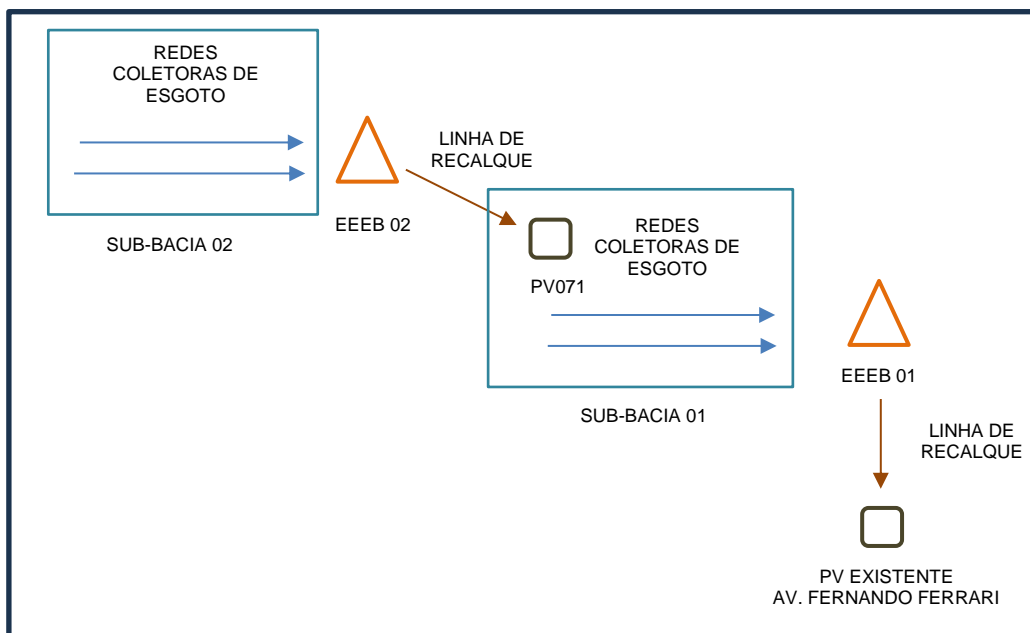 REDES
COLETORAS DE
ESGOTO
LINHA DE
RECALQUE
EEEB 02
SUB-BACIA 02
REDES
COLETORAS DE
ESGOTO
PV071
EEEB 01
SUB-BACIA 01
LINHA DE
RECALQUE
PV EXISTENTE
AV. FERNANDO FERRARI